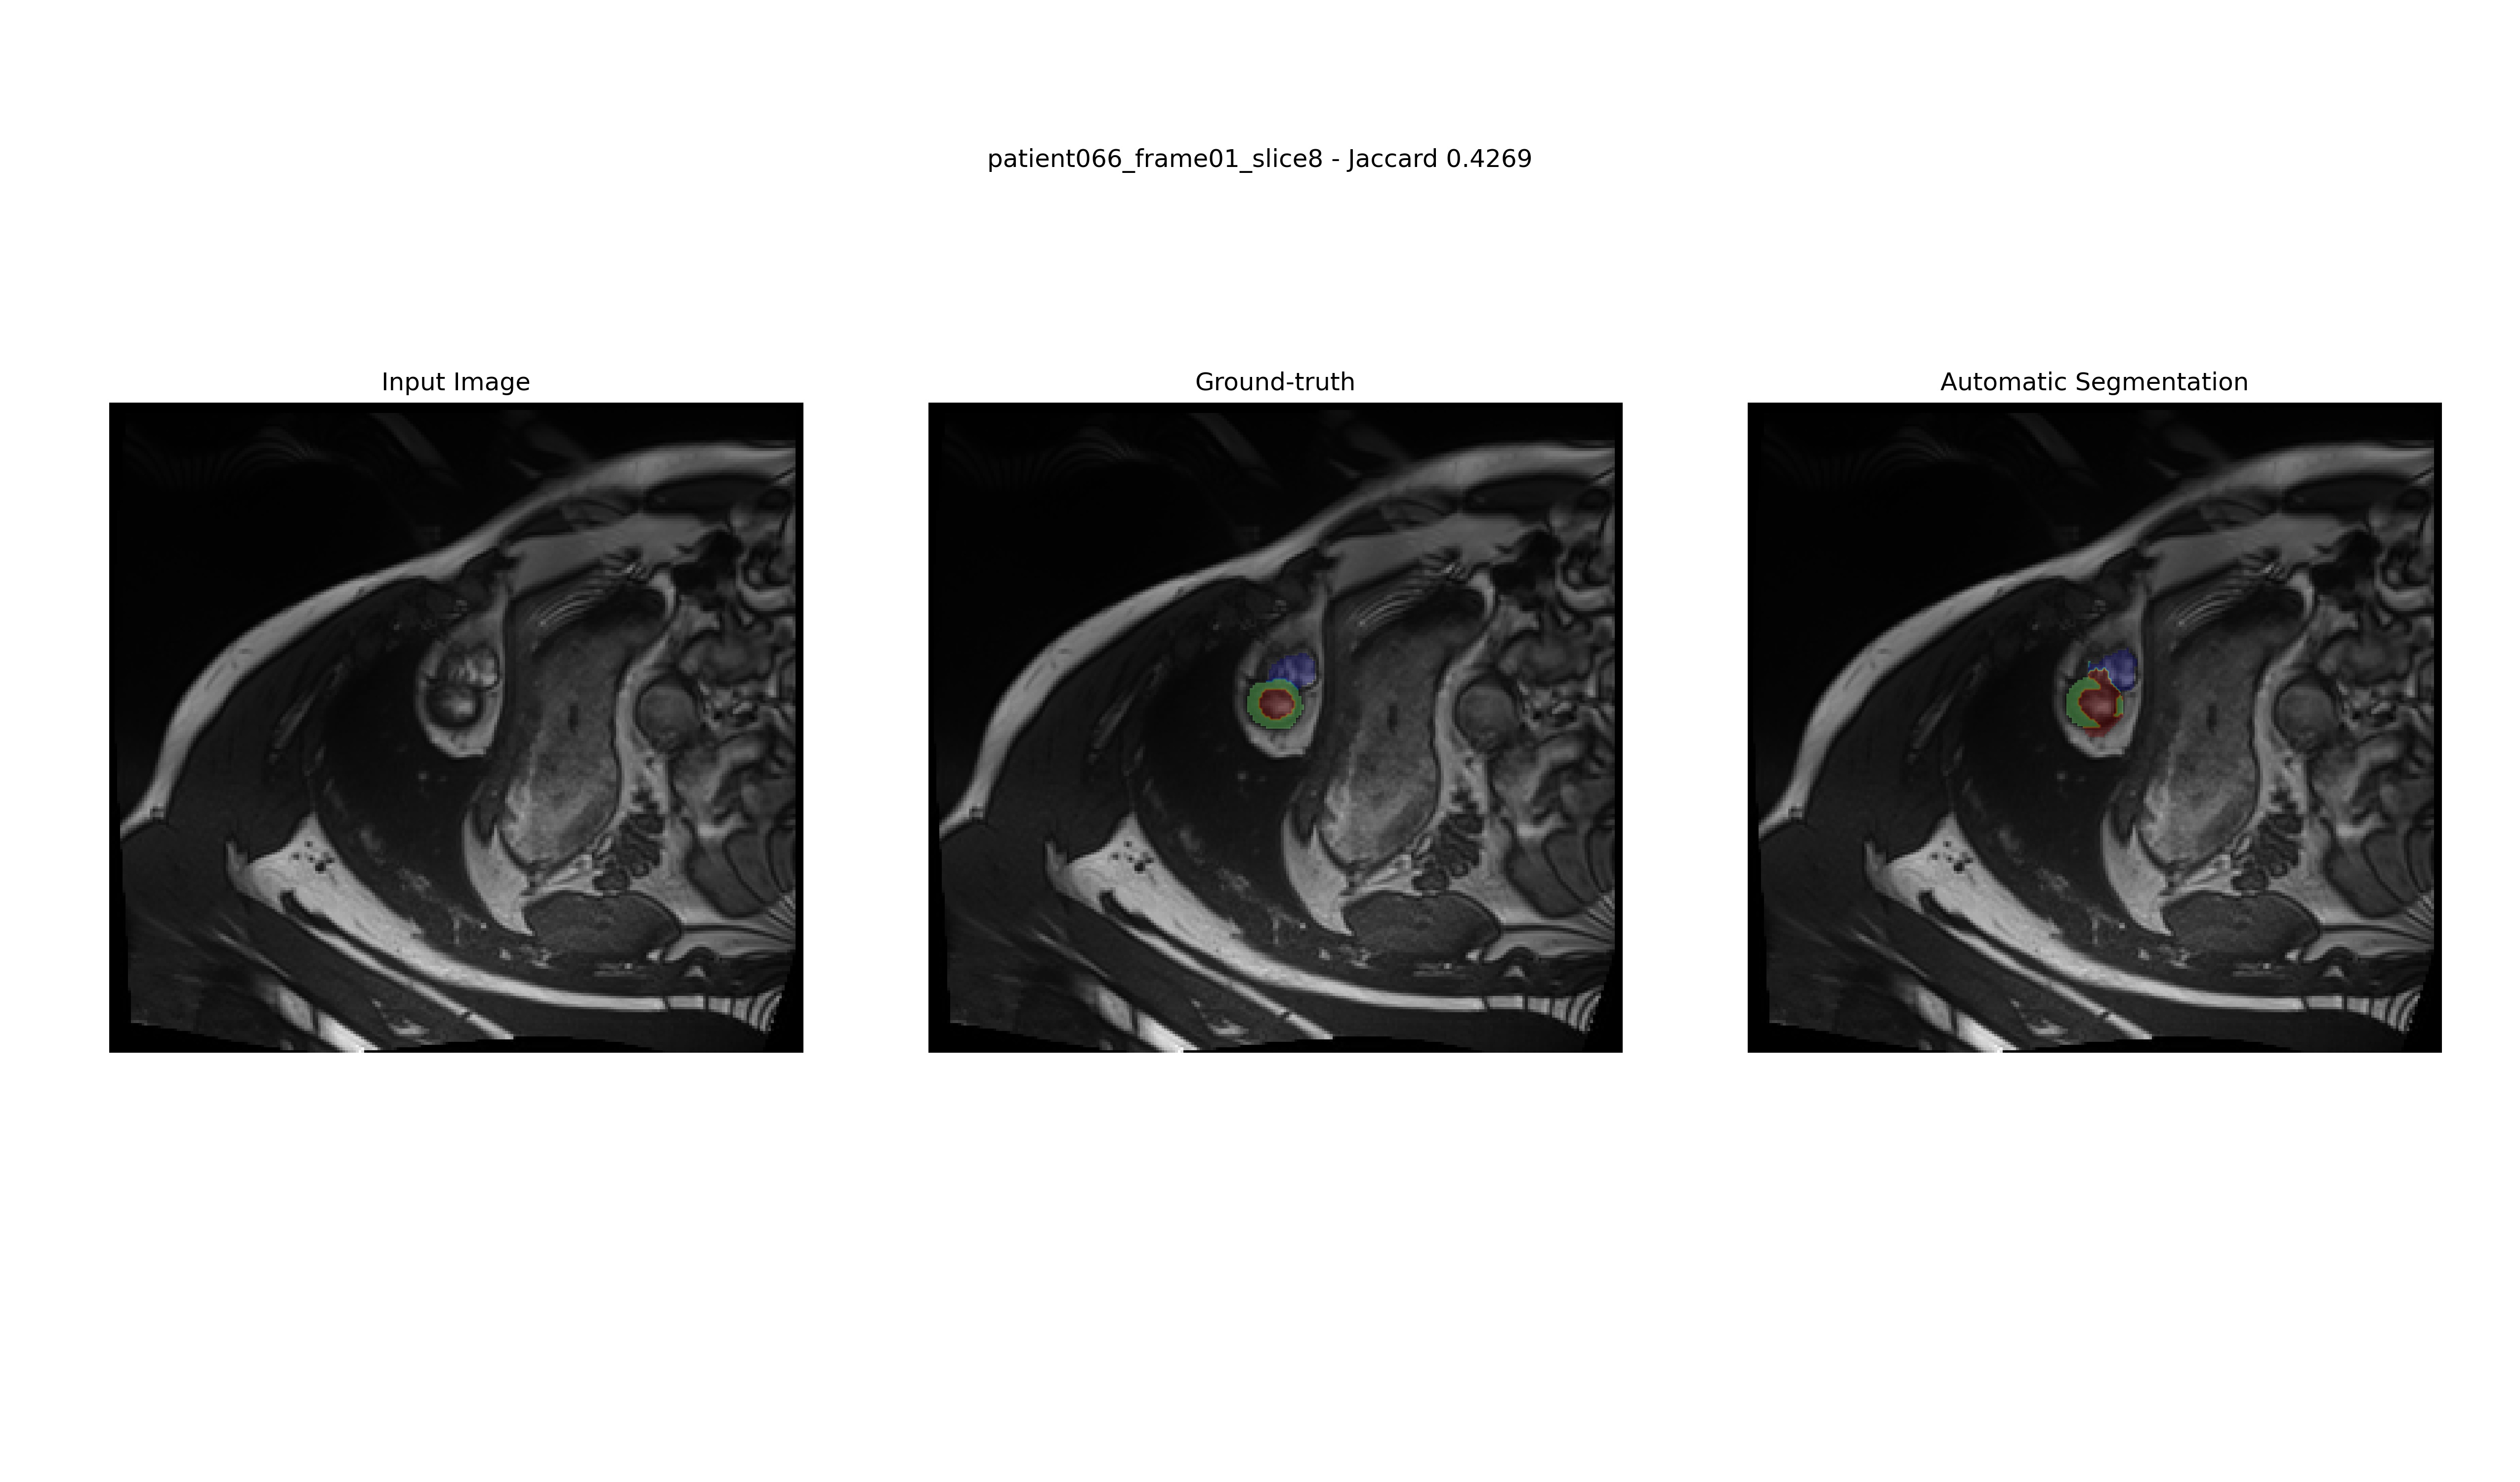 patient066_frame01_slice8 - Jaccard 0.4269
Input Image
Ground-truth
Automatic Segmentation